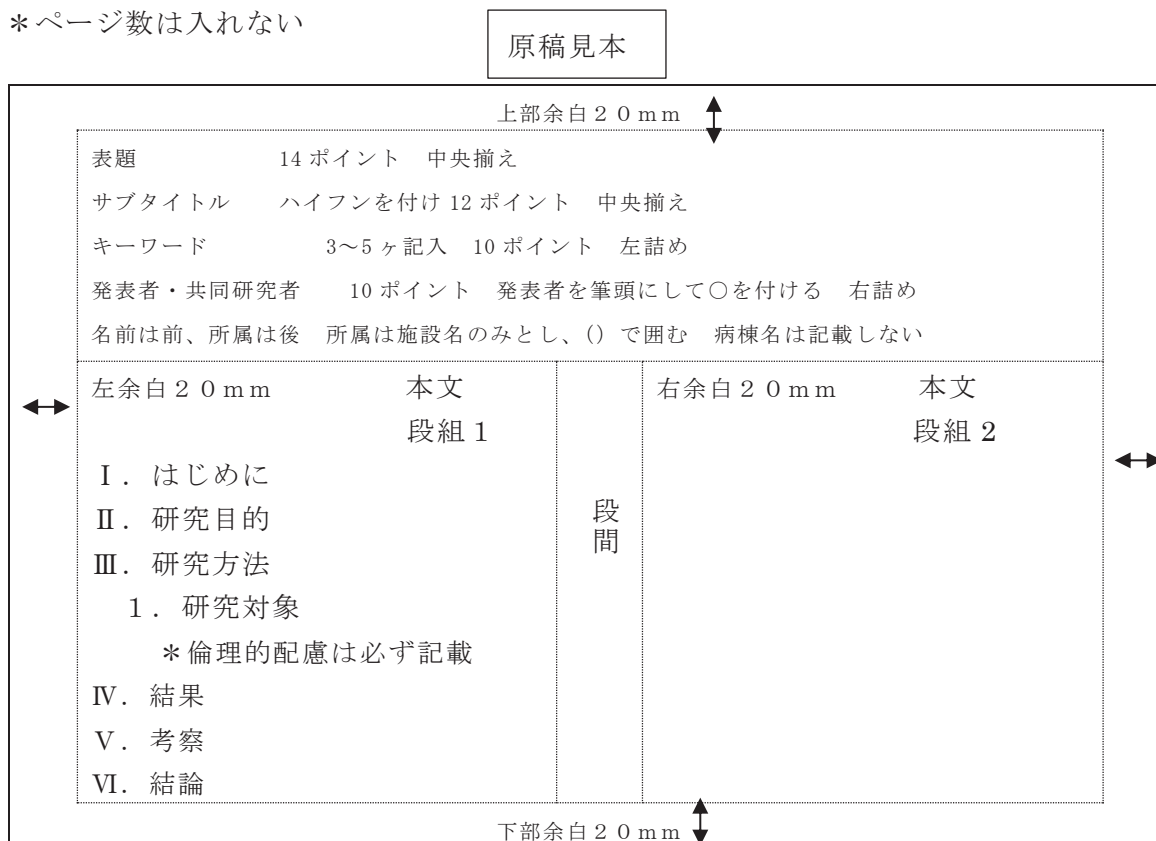 ＊ページ数は入れない
原稿見本
上部余白２０ｍｍ
表題　14 ポイント　中央揃え
サブタイトル　ハイフンを付け 12 ポイント　中央揃え
キーワード　3～5 ヶ記入　10 ポイント　左詰め
発表者・共同研究者　10 ポイント　発表者を筆頭にして○を付ける　右詰め
名前は前、所属は後　所属は施設名のみとし、（）で囲む　病棟名は記載しない
左余白２０ｍｍ　本文
段組１
Ⅰ．はじめに
Ⅱ．研究目的
Ⅲ．研究方法
１．研究対象
＊倫理的配慮は必ず記載
Ⅳ．結果
Ⅴ．考察
Ⅵ．結論
段間
右余白２０ｍｍ　本文
段組２
下部余白２０ｍｍ